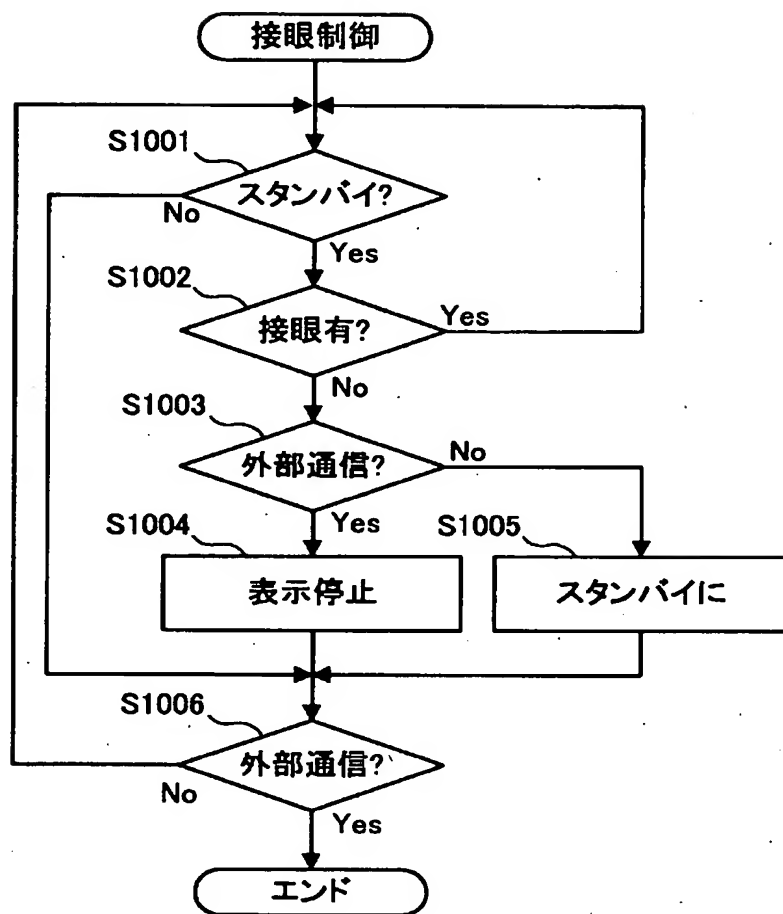 接眼制御
S1001
スタンバイ?
No
Yes
S1002
接眼有?
Yes
No
S1003
外部通信?
No
Yes
S1004
表示停止
S1005
スタンバイに
S1006
外部通信?
No
Yes
エンド